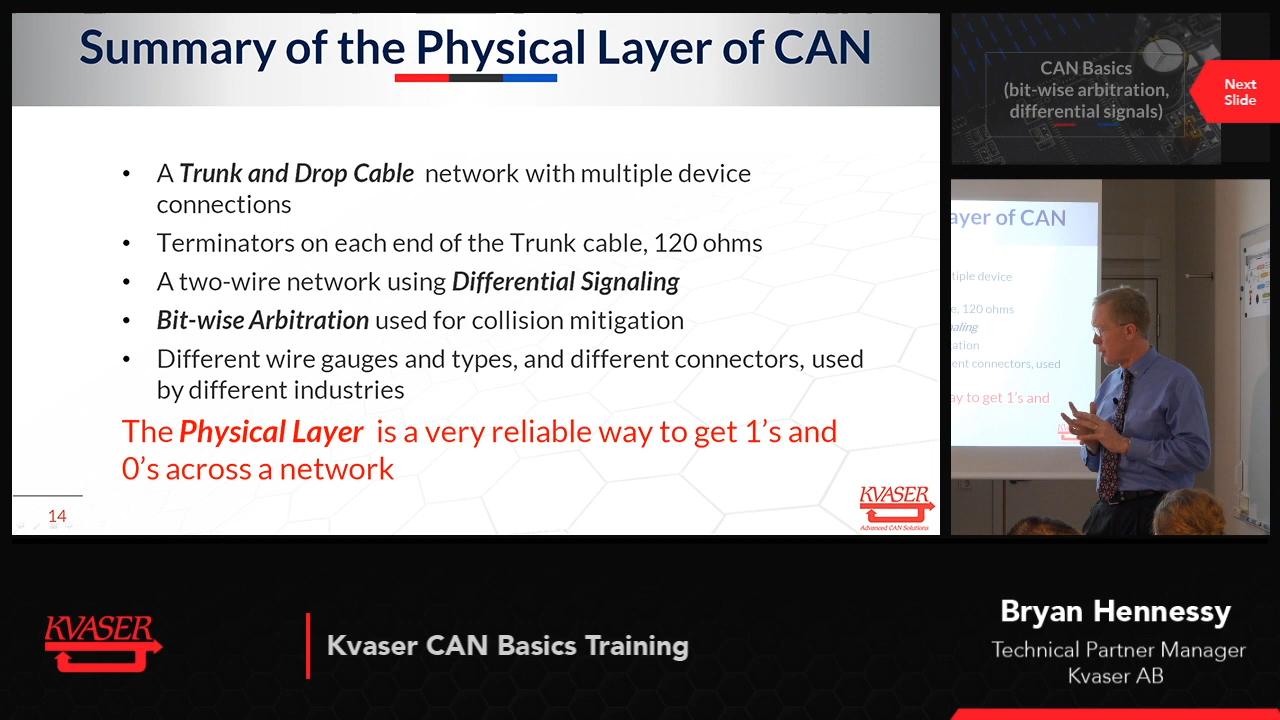 Summary of the Physical Layer of CAN
• A Trunk and Drop Cable network with multiple device
connections
• Terminators on each end of the Trunk cable, 120 ohms
• A two-wire network using Differential Signaling
• Bit-wise Arbitration used for collision mitigation
• Different wire gauges and types, and different connectors, used
by different industries
The Physical Layer is a very reliable way to get 1’s and
0’s across a network
14
KVASER
Advanced CAN Solutions
CAN Basics
(bit-wise arbitration,
differential signals)
Next
Slide
ayer of CAN
tiple device
e, 120 ohms
naling
ation
ent connectors, used
ay to get 1’s and
KVASER
Kvaser CAN Basics Training
Bryan Hennessy
Technical Partner Manager
Kvaser AB